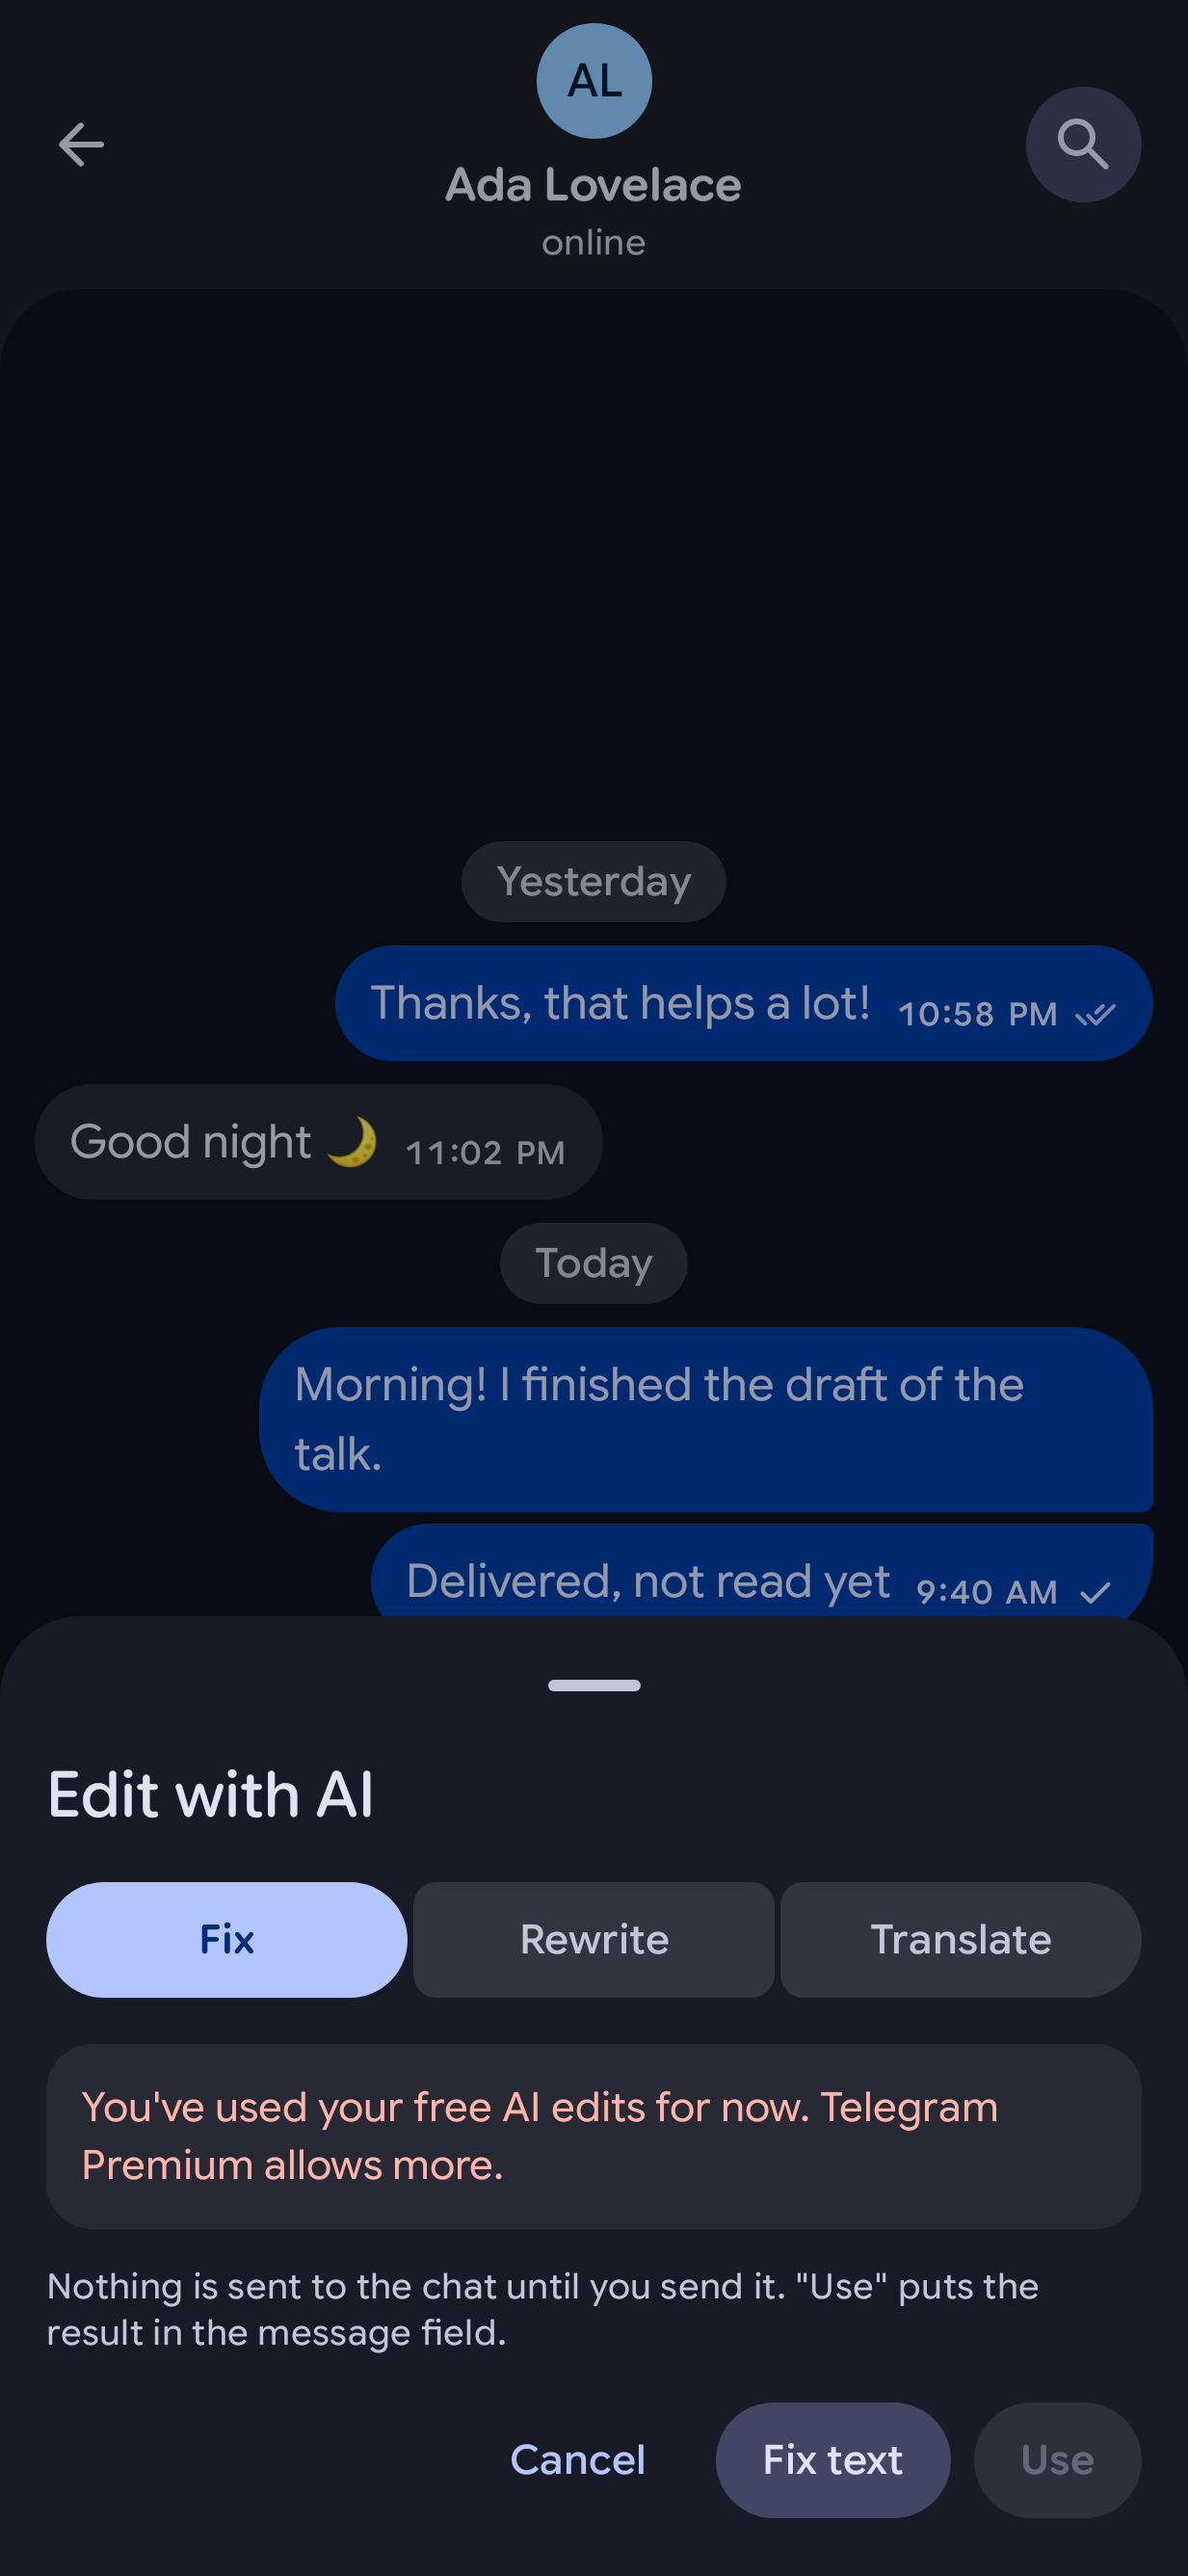 AL
Ada Lovelace
online
Yesterday
Thanks, that helps a lot! 10:58 PM
Good night 🌙 11:02 PM
Today
Morning! I finished the draft of the
talk.
Delivered, not read yet 9:40 AM
Edit with AI
Fix Rewrite Translate
You've used your free AI edits for now. Telegram
Premium allows more.
Nothing is sent to the chat until you send it. "Use" puts the
result in the message field.
Cancel Fix text Use